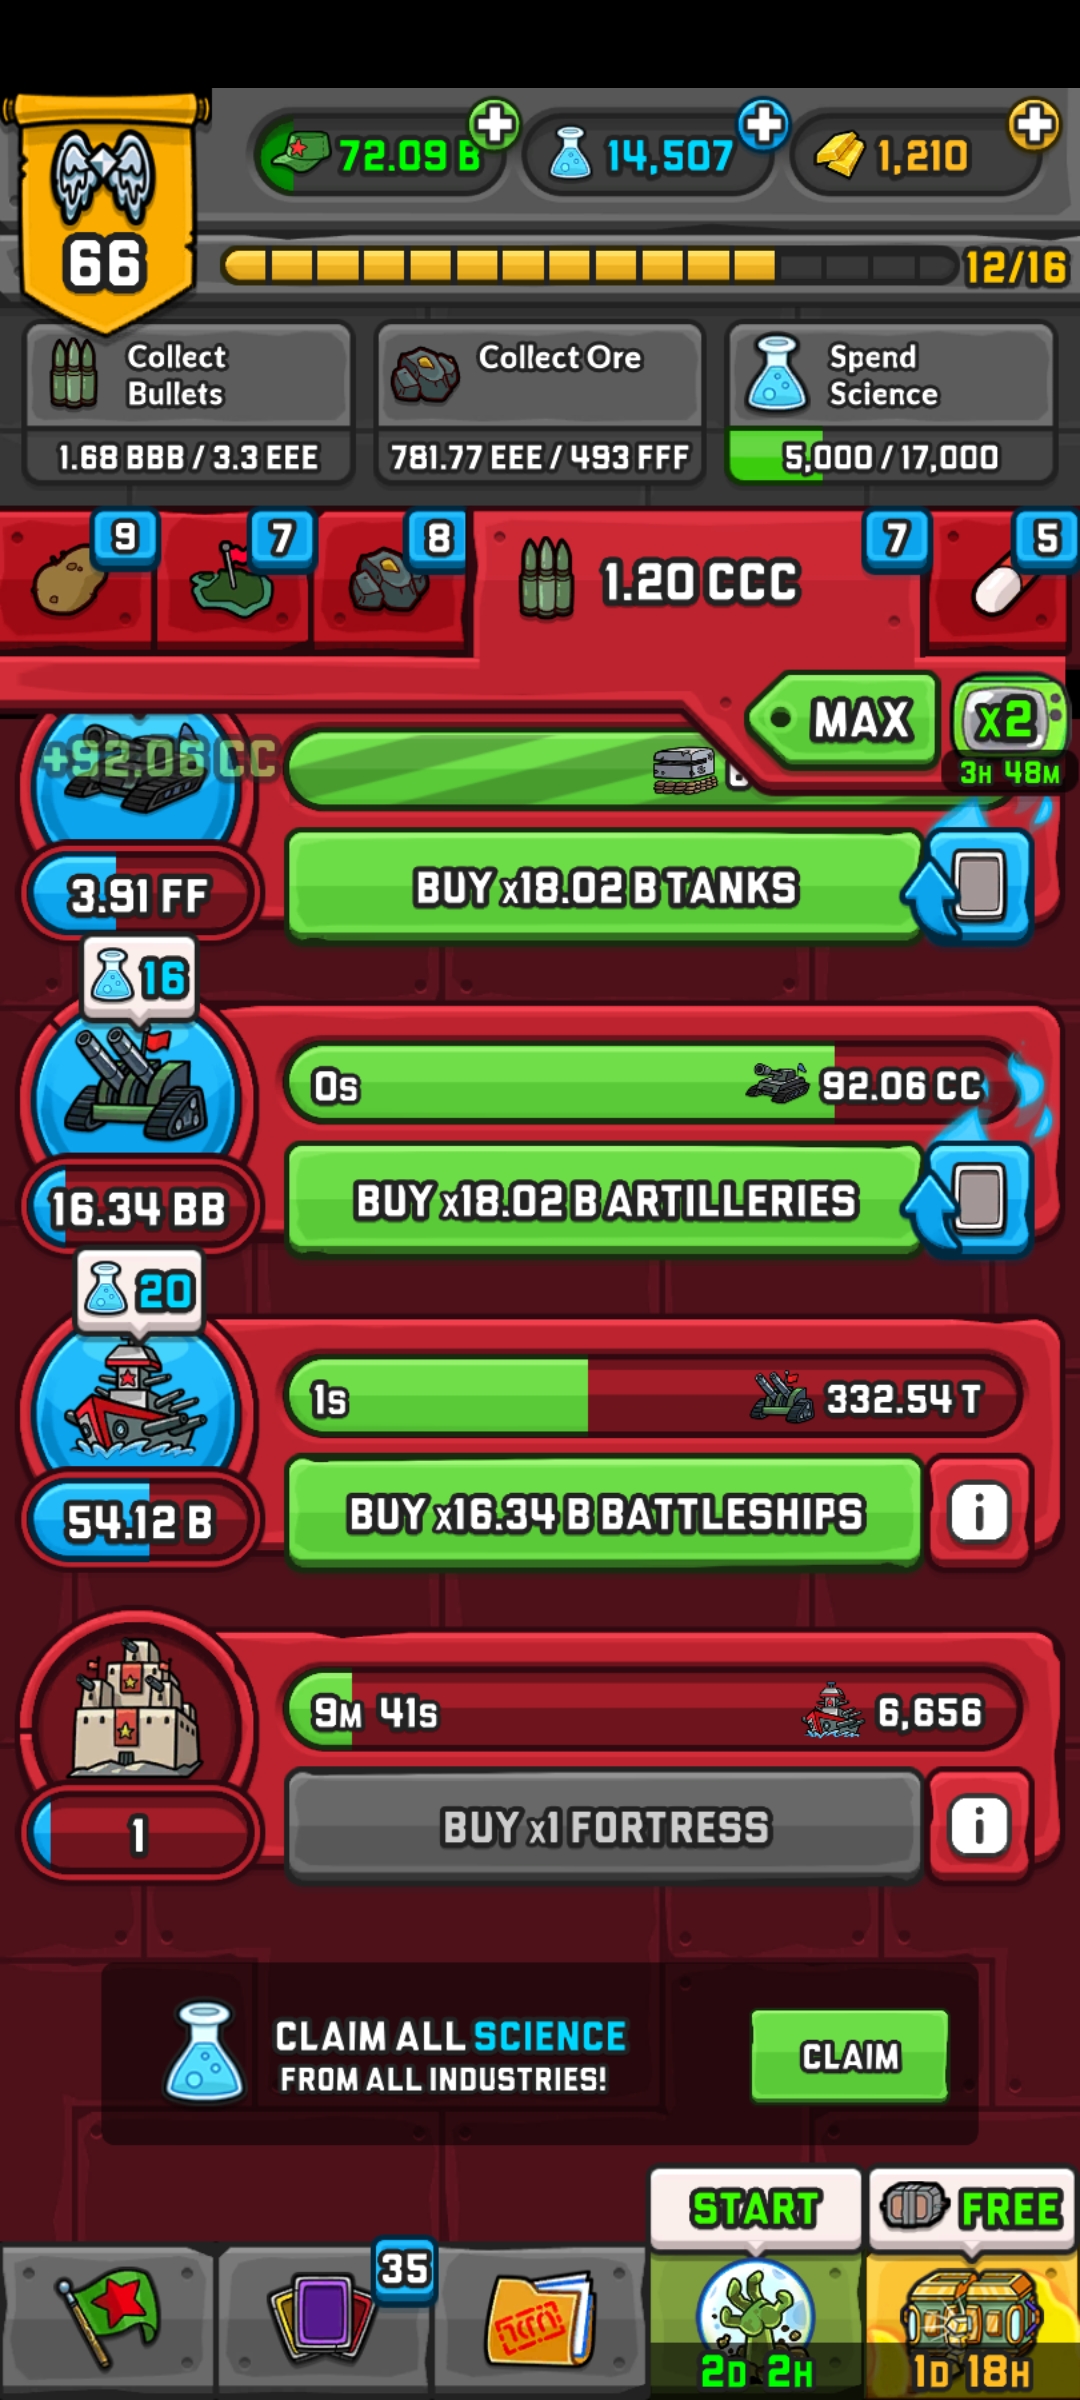 72.09 B
14,507
1,210
66
12/16
Collect
Bullets
1.68 BBB / 3.3 EEE
Collect Ore
781.77 EEE / 493 FFF
Spend
Science
5,000 / 17,000
9
7
8
1.20 CCC
7
5
MAX
x2
3H 48M
+92.06 CC
3.91 FF
BUY x18.02 B TANKS
16
0s
92.06 CC
16.34 BB
BUY x18.02 B ARTILLERIES
20
1s
332.54 T
54.12 B
BUY x16.34 B BATTLESHIPS
i
9M 41s
6,656
1
BUY x1 FORTRESS
i
CLAIM ALL SCIENCE
FROM ALL INDUSTRIES!
CLAIM
START
FREE
35
2D 2H
1D 18H